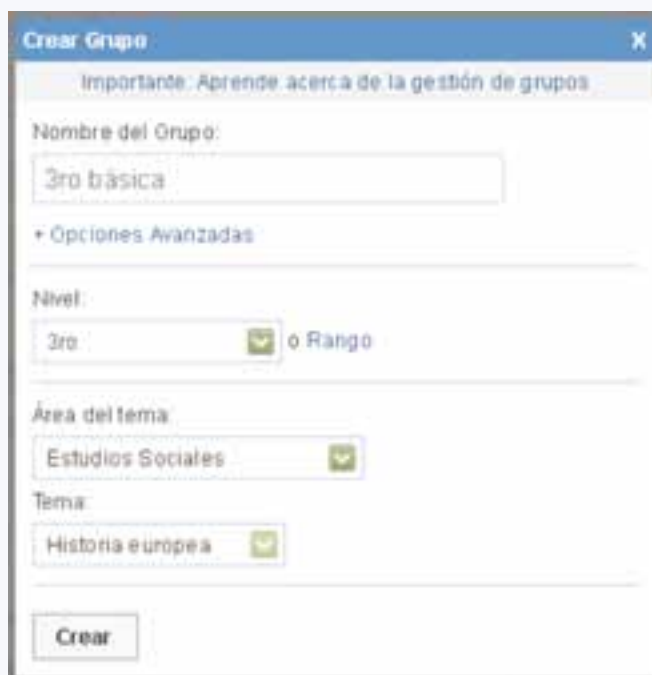 Crear Grupo X
Importante: Aprende acerca de la gestión de grupos
Nombre del Grupo:
3ro básica
+ Opciones Avanzadas
Nivel:
3ro o Rango
Área del tema:
Estudios Sociales
Tema:
Historia europea
Crear